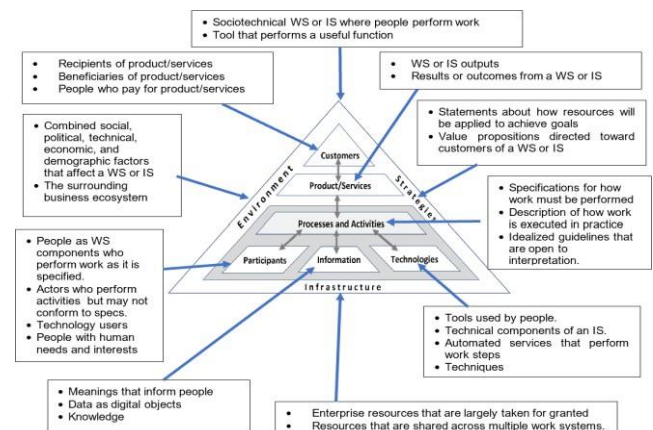 • Sociotechnical WS or IS where people perform work
• Tool that performs a useful function
• Recipients of product/services
• Beneficiaries of product/services
• People who pay for product/services
• WS or IS outputs
• Results or outcomes from a WS or IS
• Combined social,
political, technical,
economic, and
demographic factors
that affect a WS or IS
• The surrounding
business ecosystem
• Statements about how resources will
be applied to achieve goals
• Value propositions directed toward
customers of a WS or IS
Customers
Product/Services
Environment
Strategies
Processes and Activities
Participants
Information
Technologies
Infrastructure
• Specifications for how
work must be performed
• Description of how work
is executed in practice
• Idealized guidelines that
are open to
interpretation.
• People as WS
components who
perform work as it is
specified.
• Actors who perform
activities but may not
conform to specs.
• Technology users
• People with human
needs and interests
• Tools used by people.
• Technical components of an IS.
• Automated services that perform
work steps
• Techniques
• Meanings that inform people
• Data as digital objects
• Knowledge
• Enterprise resources that are largely taken for granted
• Resources that are shared across multiple work systems.